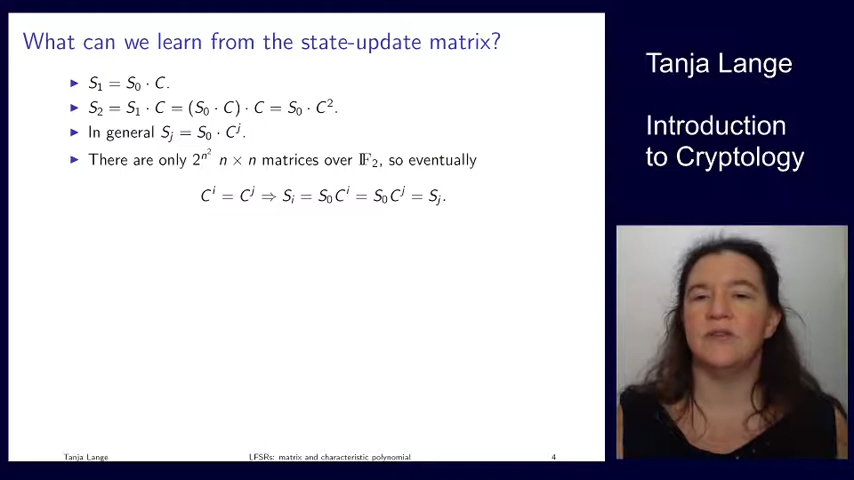 What can we learn from the state-update matrix?
▶ S₁ = S₀ · C.
▶ S₂ = S₁ · C = (S₀ · C) · C = S₀ · C².
▶ In general Sⱼ = S₀ · Cʲ.
▶ There are only 2^{n²} n × n matrices over 𝔽₂, so eventually
Cⁱ = Cʲ ⇒ Sᵢ = S₀Cⁱ = S₀Cʲ = Sⱼ.
Tanja Lange
LFSRs: matrix and characteristic polynomial
4
Tanja Lange
Introduction
to Cryptology